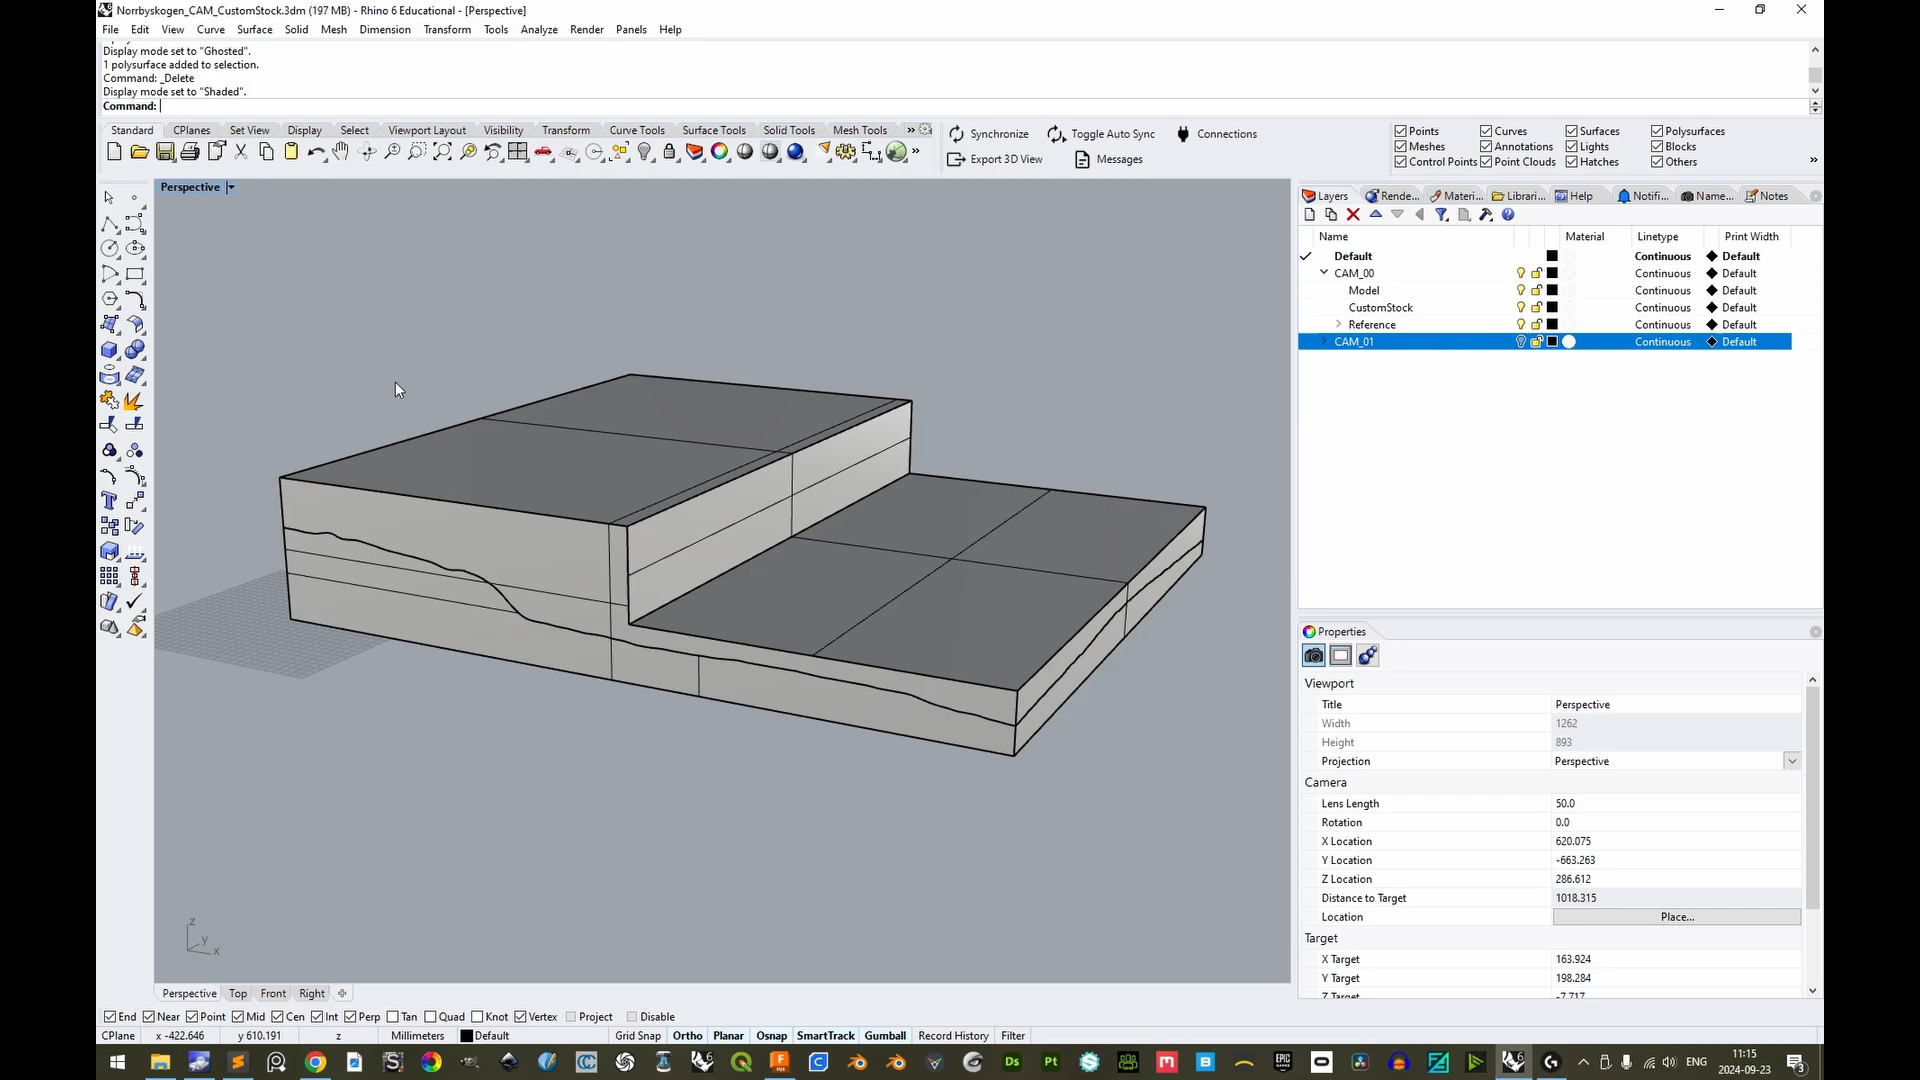 Norrbyskogen_CAM_CustomStock.3dm (197 MB) - Rhino 6 Educational - [Perspective]
File Edit View Curve Surface Solid Mesh Dimension Transform Tools Analyze Render Panels Help
Display mode set to "Ghosted".
1 polysurface added to selection.
Command: _Delete
Display mode set to "Shaded".
Command:
Standard CPlanes Set View Display Select Viewport Layout Visibility Transform Curve Tools Surface Tools Solid Tools Mesh Tools »
Synchronize Toggle Auto Sync Connections
Export 3D View Messages
Points Curves Surfaces Polysurfaces
Meshes Annotations Lights Blocks
Control Points Point Clouds Hatches Others
Perspective
Layers Rende... Materi... Librari... Help Notifi... Name... Notes
Name Material Linetype Print Width
Default Continuous Default
CAM_00 Continuous Default
Model Continuous Default
CustomStock Continuous Default
Reference Continuous Default
CAM_01 Continuous Default
Properties
Viewport
Title Perspective
Width 1262
Height 893
Projection Perspective
Camera
Lens Length 50.0
Rotation 0.0
X Location 620.075
Y Location -663.263
Z Location 286.612
Distance to Target 1018.315
Location Place...
Target
X Target 163.924
Y Target 198.284
Z Target -7.717
z
y
x
Perspective Top Front Right
End Near Point Mid Cen Int Perp Tan Quad Knot Vertex Project Disable
CPlane x -422.646 y 610.191 z Millimeters Default Grid Snap Ortho Planar Osnap SmartTrack Gumball Record History Filter
ENG 11:15
2024-09-23